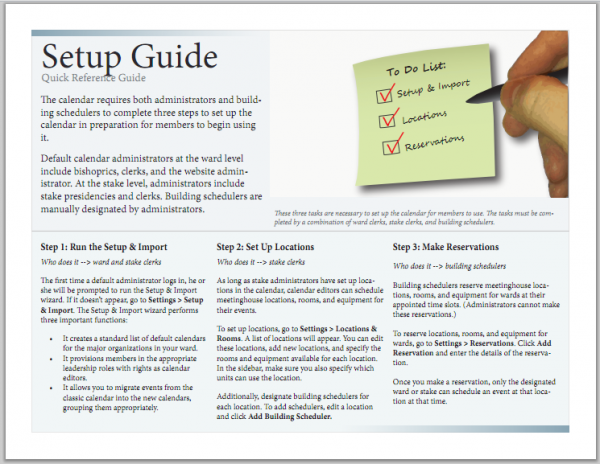 Setup Guide
Quick Reference Guide
The calendar requires both administrators and build-
ing schedulers to complete three steps to set up the
calendar in preparation for members to begin using
it.
Default calendar administrators at the ward level
include bishoprics, clerks, and the website admin-
istrator. At the stake level, administrators include
stake presidencies and clerks. Building schedulers are
manually designated by administrators.
To Do List:
Setup & Import
Locations
Reservations
These three tasks are necessary to set up the calendar for members to use. The tasks must be com-
pleted by a combination of ward clerks, stake clerks, and building schedulers.
Step 1: Run the Setup & Import
Who does it --> ward and stake clerks
The first time a default administrator logs in, he or
she will be prompted to run the Setup & Import
wizard. If it doesn't appear, go to Settings > Setup
& Import. The Setup & Import wizard performs
three important functions:
• It creates a standard list of default calendars
for the major organizations in your ward.
• It provisions members in the appropriate
leadership roles with rights as calendar
editors.
• It allows you to migrate events from the
classic calendar into the new calendars,
grouping them appropriately.
Step 2: Set Up Locations
Who does it --> stake clerks
As long as stake administrators have set up loca-
tions in the calendar, calendar editors can schedule
meetinghouse locations, rooms, and equipment for
their events.
To set up locations, go to Settings > Locations &
Rooms. A list of locations will appear. You can edit
these locations, add new locations, and specify the
rooms and equipment available for each location.
In the sidebar, make sure you also specify which
units can use the location.
Additionally, designate building schedulers for
each location. To add schedulers, edit a location
and click Add Building Scheduler.
Step 3: Make Reservations
Who does it --> building schedulers
Building schedulers reserve meetinghouse loca-
tions, rooms, and equipment for wards at their
appointed time slots. (Administrators cannot make
these reservations.)
To reserve locations, rooms, and equipment for
wards, go to Settings > Reservations. Click Add
Reservation and enter the details of the reserva-
tion.
Once you make a reservation, only the designated
ward or stake can schedule an event at that loca-
tion at that time.